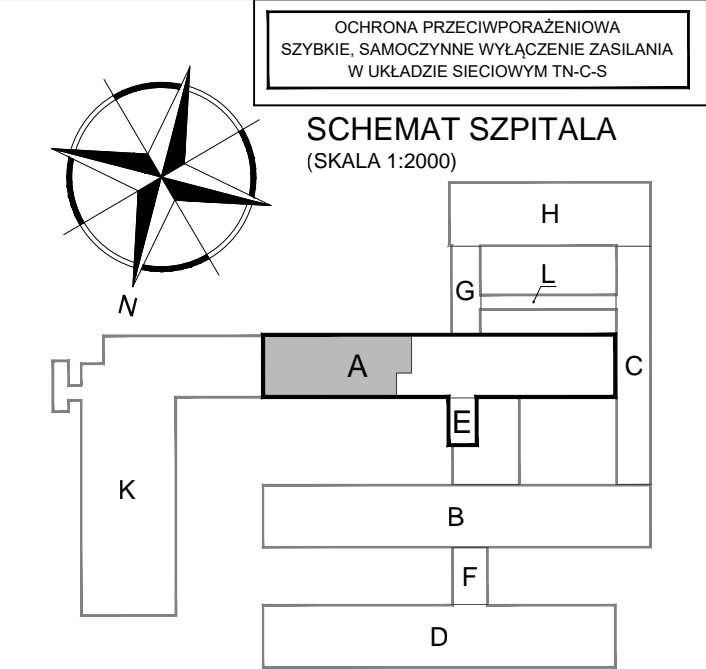 OCHRONA PRZECIWPORAŻENIOWA
SZYBKIE, SAMOCZYNNE WYŁĄCZENIE ZASILANIA
W UKŁADZIE SIECIOWYM TN-C-S
SCHEMAT SZPITALA
(SKALA 1:2000)
N
H
L
G
A
C
E
K
B
F
D